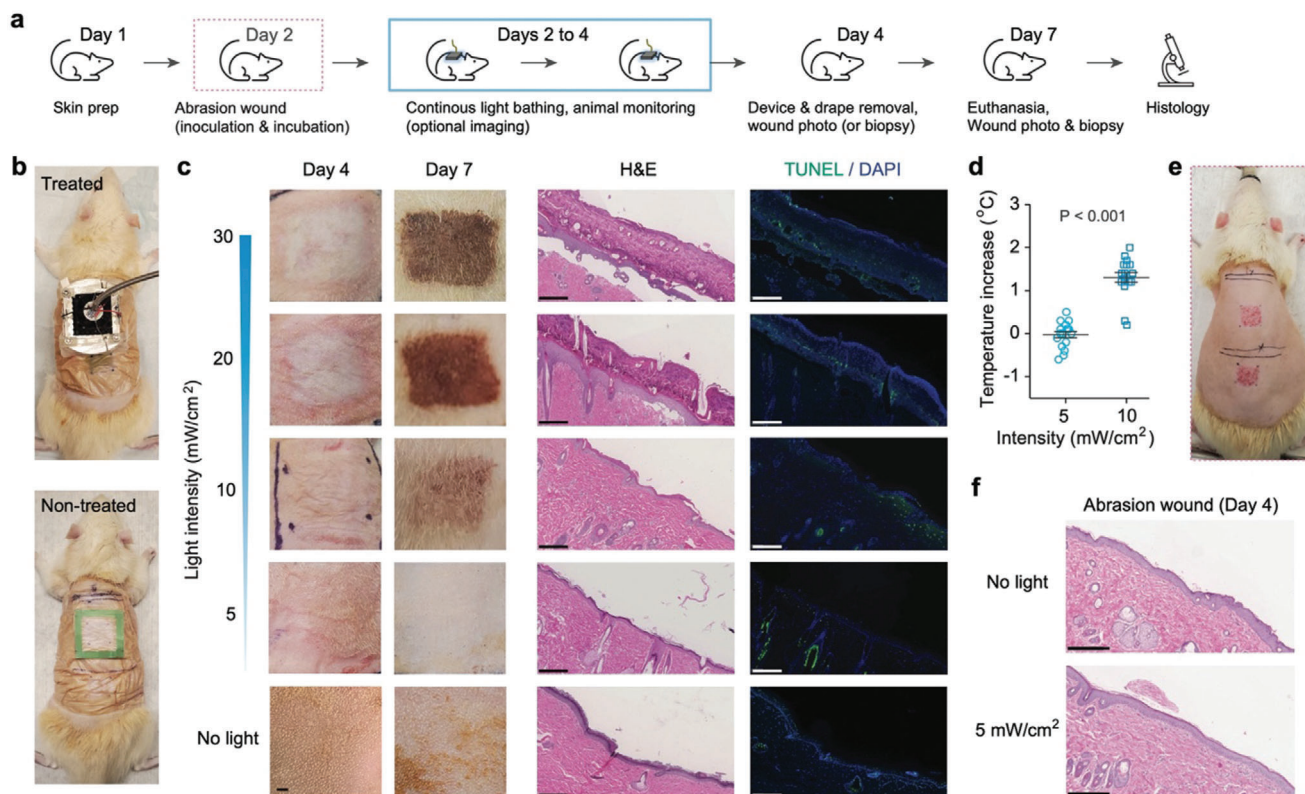 a
Day 1
Day 2
Days 2 to 4
Day 4
Day 7
Skin prep
Abrasion wound
(inoculation & incubation)
Continous light bathing, animal monitoring
(optional imaging)
Device & drape removal,
wound photo (or biopsy)
Euthanasia,
Wound photo & biopsy
Histology
b
Treated
Non-treated
c
Day 4
Day 7
H&E
TUNEL / DAPI
Light intensity (mW/cm²)
30
20
10
5
No light
d
Temperature increase (°C)
P < 0.001
3
2
1
0
-1
5
10
Intensity (mW/cm²)
e
f
Abrasion wound (Day 4)
No light
5 mW/cm²